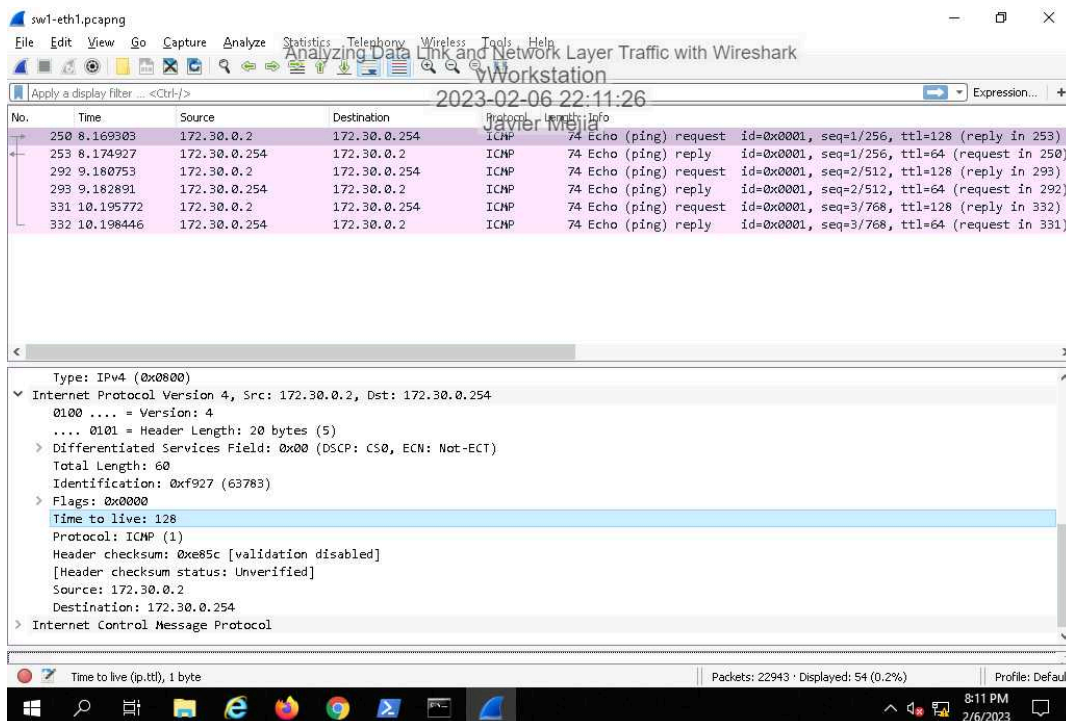 sw1-eth1.pcapng
File Edit View Go Capture Analyze Statistics Telephony Wireless Tools Help
Analyzing Data Link and Network Layer Traffic with Wireshark
vWorkstation
Apply a display filter ... <Ctrl-/> Expression... +
2023-02-06 22:11:26
Javier Mejia
No. Time Source Destination Protocol Length Info
250 8.169303 172.30.0.2 172.30.0.254 ICMP 74 Echo (ping) request id=0x0001, seq=1/256, ttl=128 (reply in 253)
253 8.174927 172.30.0.254 172.30.0.2 ICMP 74 Echo (ping) reply id=0x0001, seq=1/256, ttl=64 (request in 250)
292 9.180753 172.30.0.2 172.30.0.254 ICMP 74 Echo (ping) request id=0x0001, seq=2/512, ttl=128 (reply in 293)
293 9.182891 172.30.0.254 172.30.0.2 ICMP 74 Echo (ping) reply id=0x0001, seq=2/512, ttl=64 (request in 292)
331 10.195772 172.30.0.2 172.30.0.254 ICMP 74 Echo (ping) request id=0x0001, seq=3/768, ttl=128 (reply in 332)
332 10.198446 172.30.0.254 172.30.0.2 ICMP 74 Echo (ping) reply id=0x0001, seq=3/768, ttl=64 (request in 331)
Type: IPv4 (0x0800)
Internet Protocol Version 4, Src: 172.30.0.2, Dst: 172.30.0.254
0100 .... = Version: 4
.... 0101 = Header Length: 20 bytes (5)
Differentiated Services Field: 0x00 (DSCP: CS0, ECN: Not-ECT)
Total Length: 60
Identification: 0xf927 (63783)
Flags: 0x0000
Time to live: 128
Protocol: ICMP (1)
Header checksum: 0xe85c [validation disabled]
[Header checksum status: Unverified]
Source: 172.30.0.2
Destination: 172.30.0.254
Internet Control Message Protocol
Time to live (ip.ttl), 1 byte Packets: 22943 · Displayed: 54 (0.2%) Profile: Defaul
8:11 PM
2/6/2023